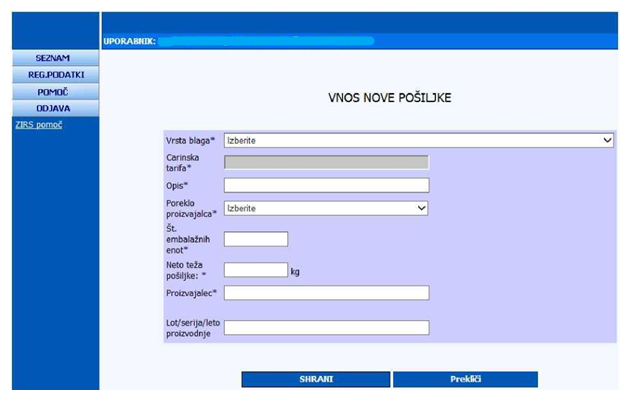 UPORABNIK:
SEZNAM
REG.PODATKI
POMOČ
ODJAVA
ZIRS pomoč
VNOS NOVE POŠILJKE
Vrsta blaga* Izberite
Carinska
tarifa*
Opis*
Poreklo
proizvajalca* Izberite
Št.
embalažnih
enot*
Neto teža
pošiljke: * kg
Proizvajalec*
Lot/serija/leto
proizvodnje
SHRANI Prekliči